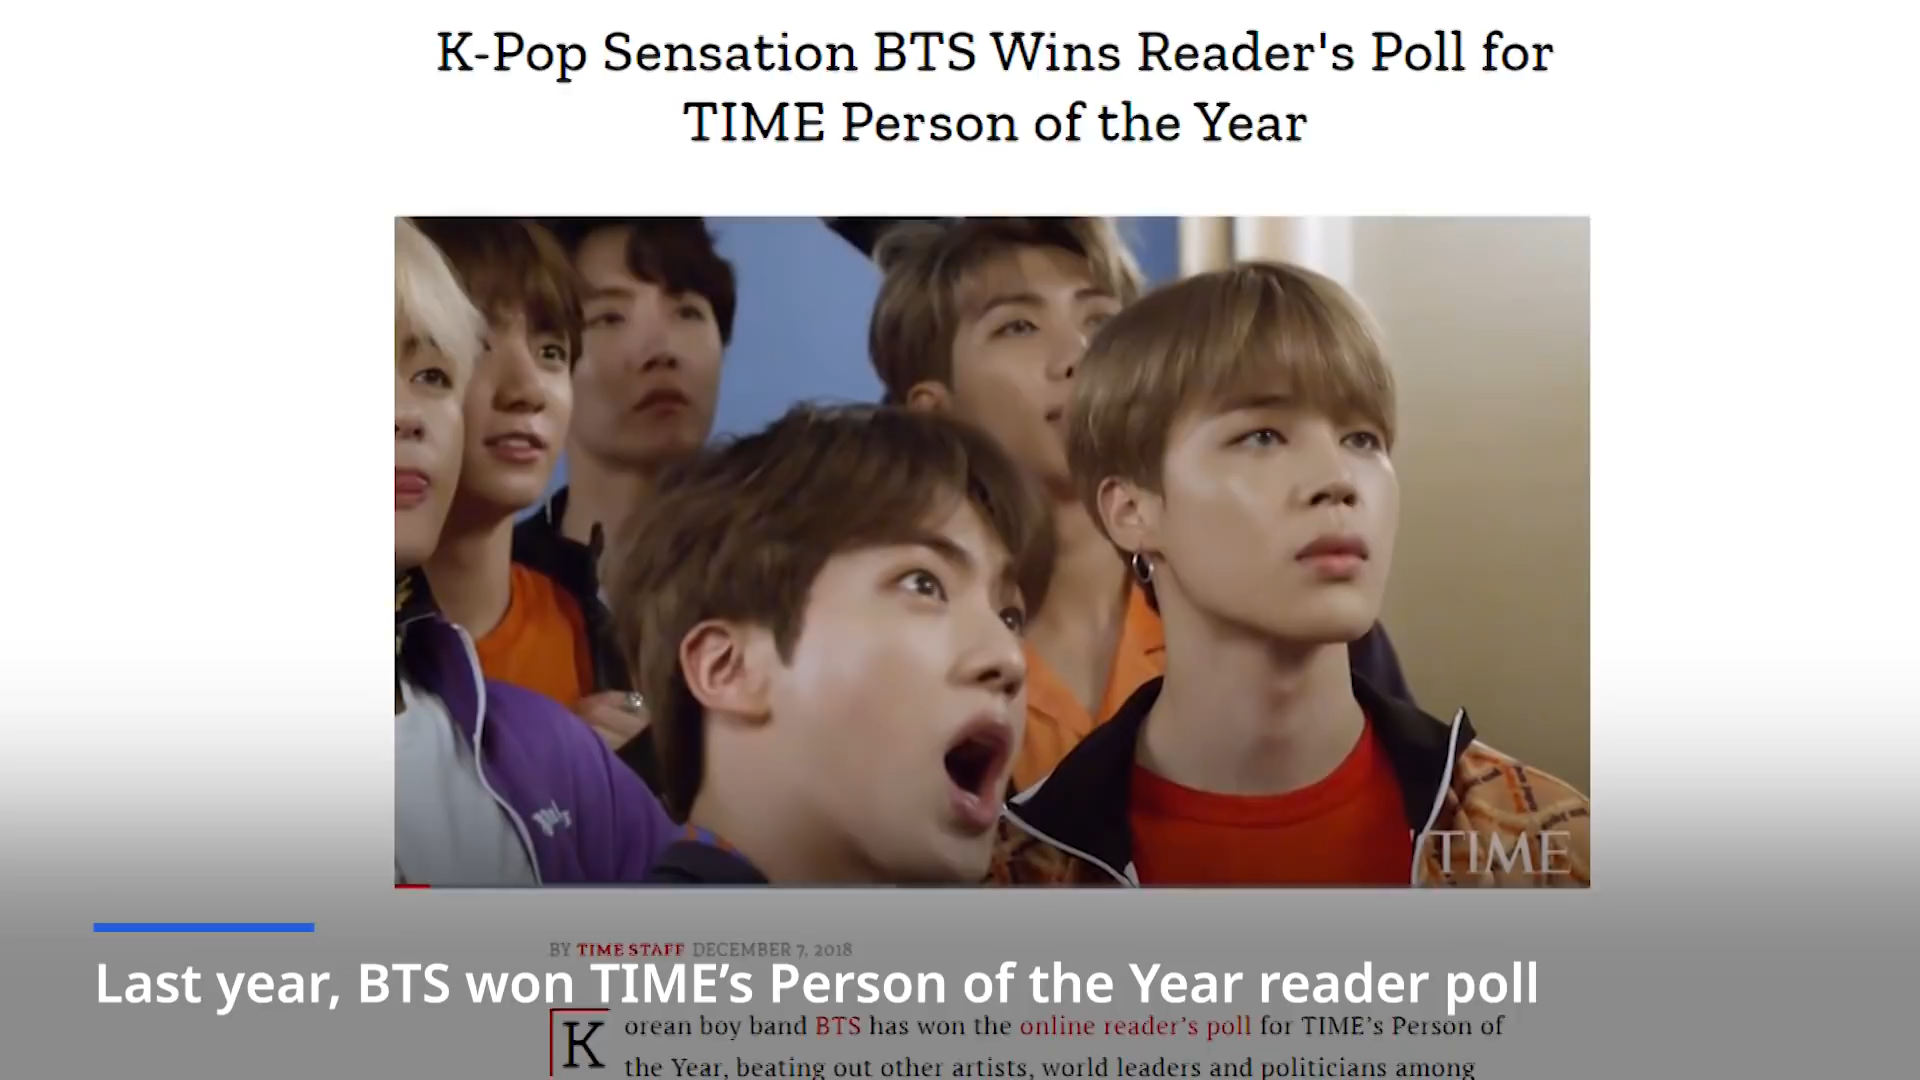 K-Pop Sensation BTS Wins Reader's Poll for
TIME Person of the Year
TIME
BY TIME STAFF DECEMBER 7, 2018
Last year, BTS won TIME’s Person of the Year reader poll
Korean boy band BTS has won the online reader’s poll for TIME’s Person of
the Year, beating out other artists, world leaders and politicians among